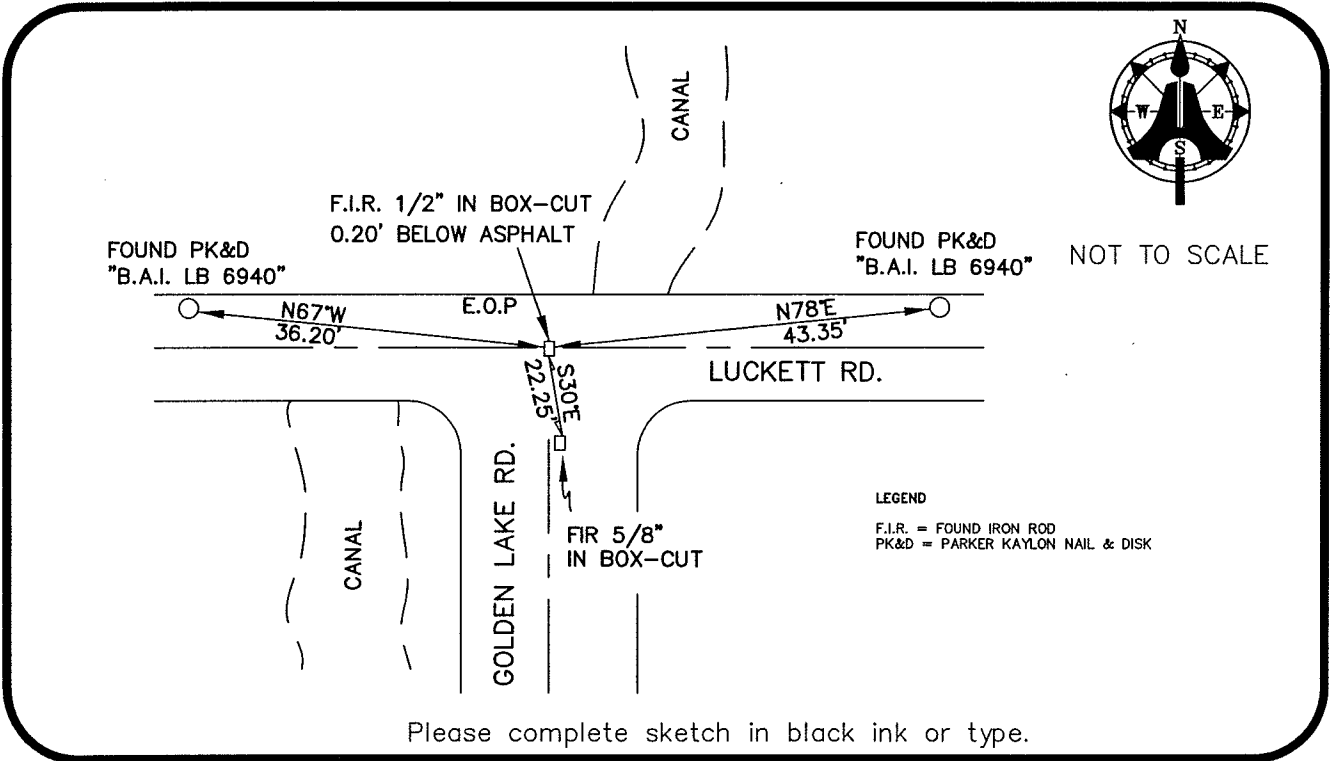 N
W
E
S
NOT TO SCALE
CANAL
F.I.R. 1/2" IN BOX-CUT
0.20' BELOW ASPHALT
FOUND PK&D
"B.A.I. LB 6940"
FOUND PK&D
"B.A.I. LB 6940"
N67°W
36.20'
E.O.P
N78°E
43.35'
LUCKETT RD.
S30°E
22.25'
GOLDEN LAKE RD.
FIR 5/8"
IN BOX-CUT
CANAL
LEGEND
F.I.R. = FOUND IRON ROD
PK&D = PARKER KAYLON NAIL & DISK
Please complete sketch in black ink or type.